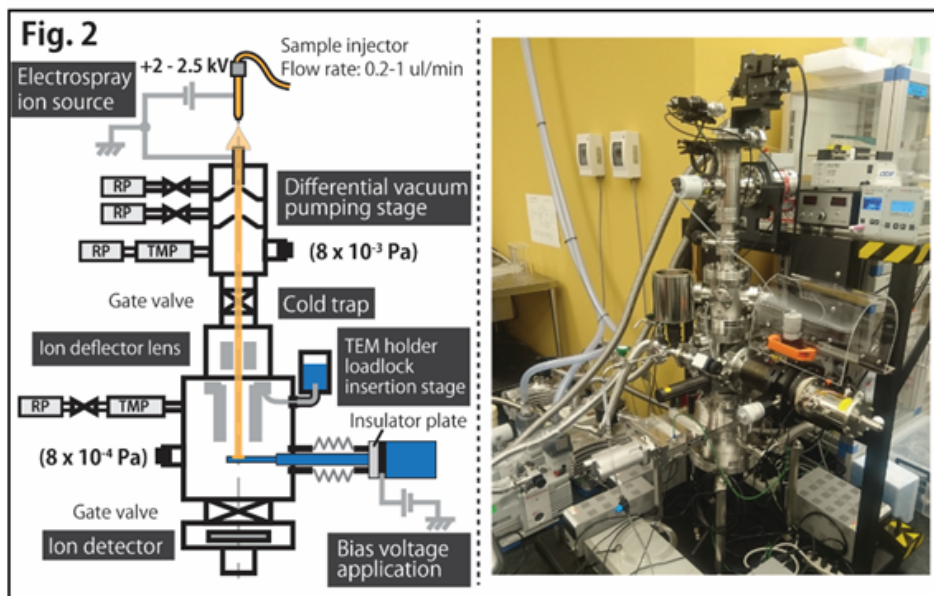 Fig. 2
Sample injector
Flow rate: 0.2-1 ul/min
+2 - 2.5 kV
Electrospray
ion source
RP
RP
RP
TMP
Differential vacuum
pumping stage
(8 x 10⁻³ Pa)
Gate valve
Cold trap
Ion deflector lens
TEM holder
loadlock
insertion stage
RP
TMP
Insulator plate
(8 x 10⁻⁴ Pa)
Gate valve
Ion detector
Bias voltage
application